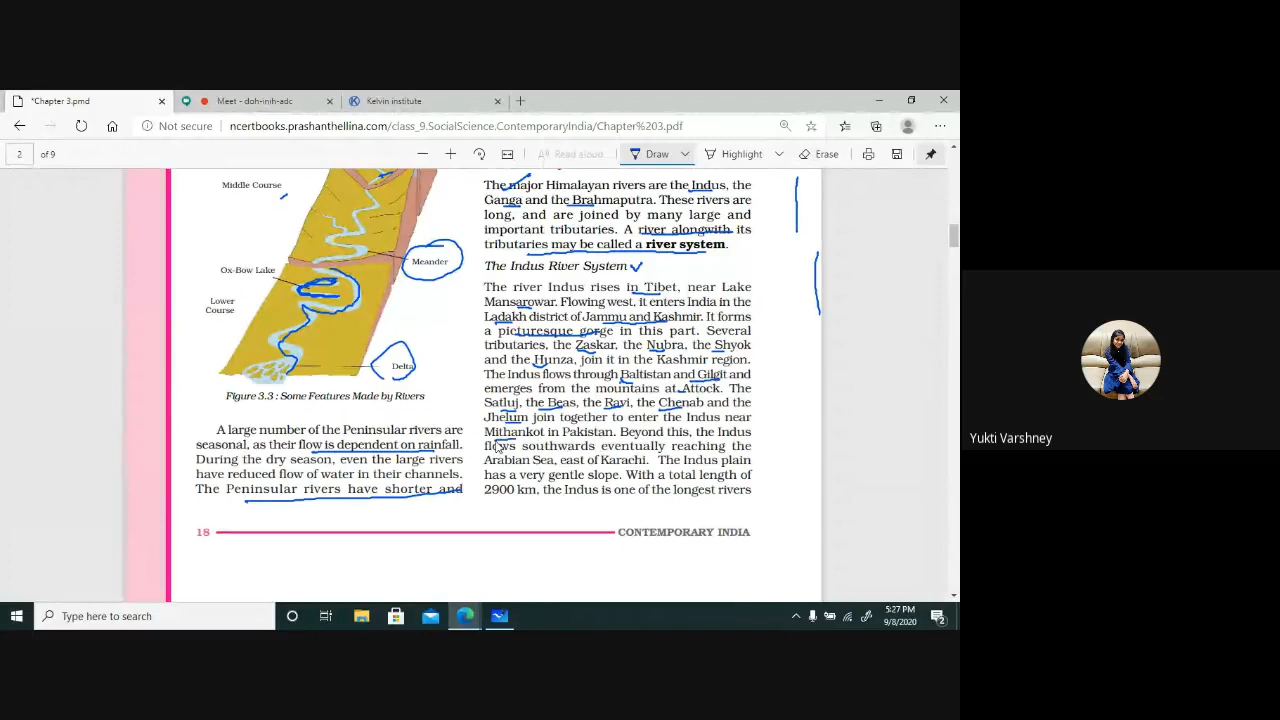 *Chapter 3.pmd
Meet - doh-inih-adc
Kelvin institute
Not secure
ncertbooks.prashanthellina.com/class_9.SocialScience.ContemporaryIndia/Chapter%203.pdf
2 of 9
Read aloud
Draw
Highlight
Erase
Middle Course
Meander
Ox-Bow Lake
Lower
Course
Delta
Figure 3.3 : Some Features Made by Rivers
A large number of the Peninsular rivers are
seasonal, as their flow is dependent on rainfall.
During the dry season, even the large rivers
have reduced flow of water in their channels.
The Peninsular rivers have shorter and
The major Himalayan rivers are the Indus, the
Ganga and the Brahmaputra. These rivers are
long, and are joined by many large and
important tributaries. A river alongwith its
tributaries may be called a river system.
The Indus River System
The river Indus rises in Tibet, near Lake
Mansarowar. Flowing west, it enters India in the
Ladakh district of Jammu and Kashmir. It forms
a picturesque gorge in this part. Several
tributaries, the Zaskar, the Nubra, the Shyok
and the Hunza, join it in the Kashmir region.
The Indus flows through Baltistan and Gilgit and
emerges from the mountains at Attock. The
Satluj, the Beas, the Ravi, the Chenab and the
Jhelum join together to enter the Indus near
Mithankot in Pakistan. Beyond this, the Indus
flows southwards eventually reaching the
Arabian Sea, east of Karachi. The Indus plain
has a very gentle slope. With a total length of
2900 km, the Indus is one of the longest rivers
18
CONTEMPORARY INDIA
Type here to search
5:27 PM
9/8/2020
2
Yukti Varshney